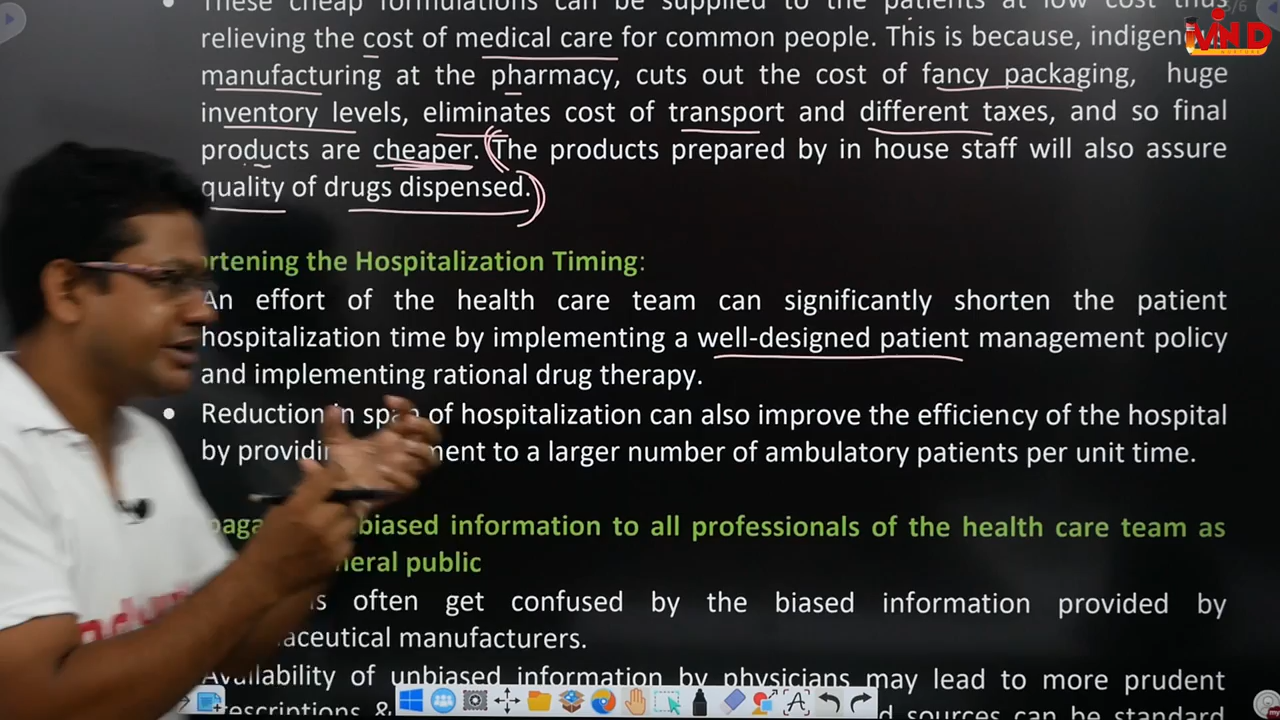 These cheap formulations can be supplied to the patients at low cost thus
relieving the cost of medical care for common people. This is because,
manufacturing at the pharmacy, cuts out the cost of fancy packaging, huge
inventory levels, eliminates cost of transport and different taxes, and so final
products are cheaper. The products prepared by in house staff will also assure
quality of drugs dispensed.
the Hospitalization Timing:
An effort of the health care team can significantly shorten the patient
hospitalization time by implementing a well-designed patient management policy
and implementing rational drug therapy.
Reduction in of hospitalization can also improve the efficiency of the hospital
by to a larger number of ambulatory patients per unit time.
information to all professionals of the health care team as
public
often get confused by the biased information provided by
manufacturers.
Availability of unbiased information by physicians may lead to more prudent
sources can be standard